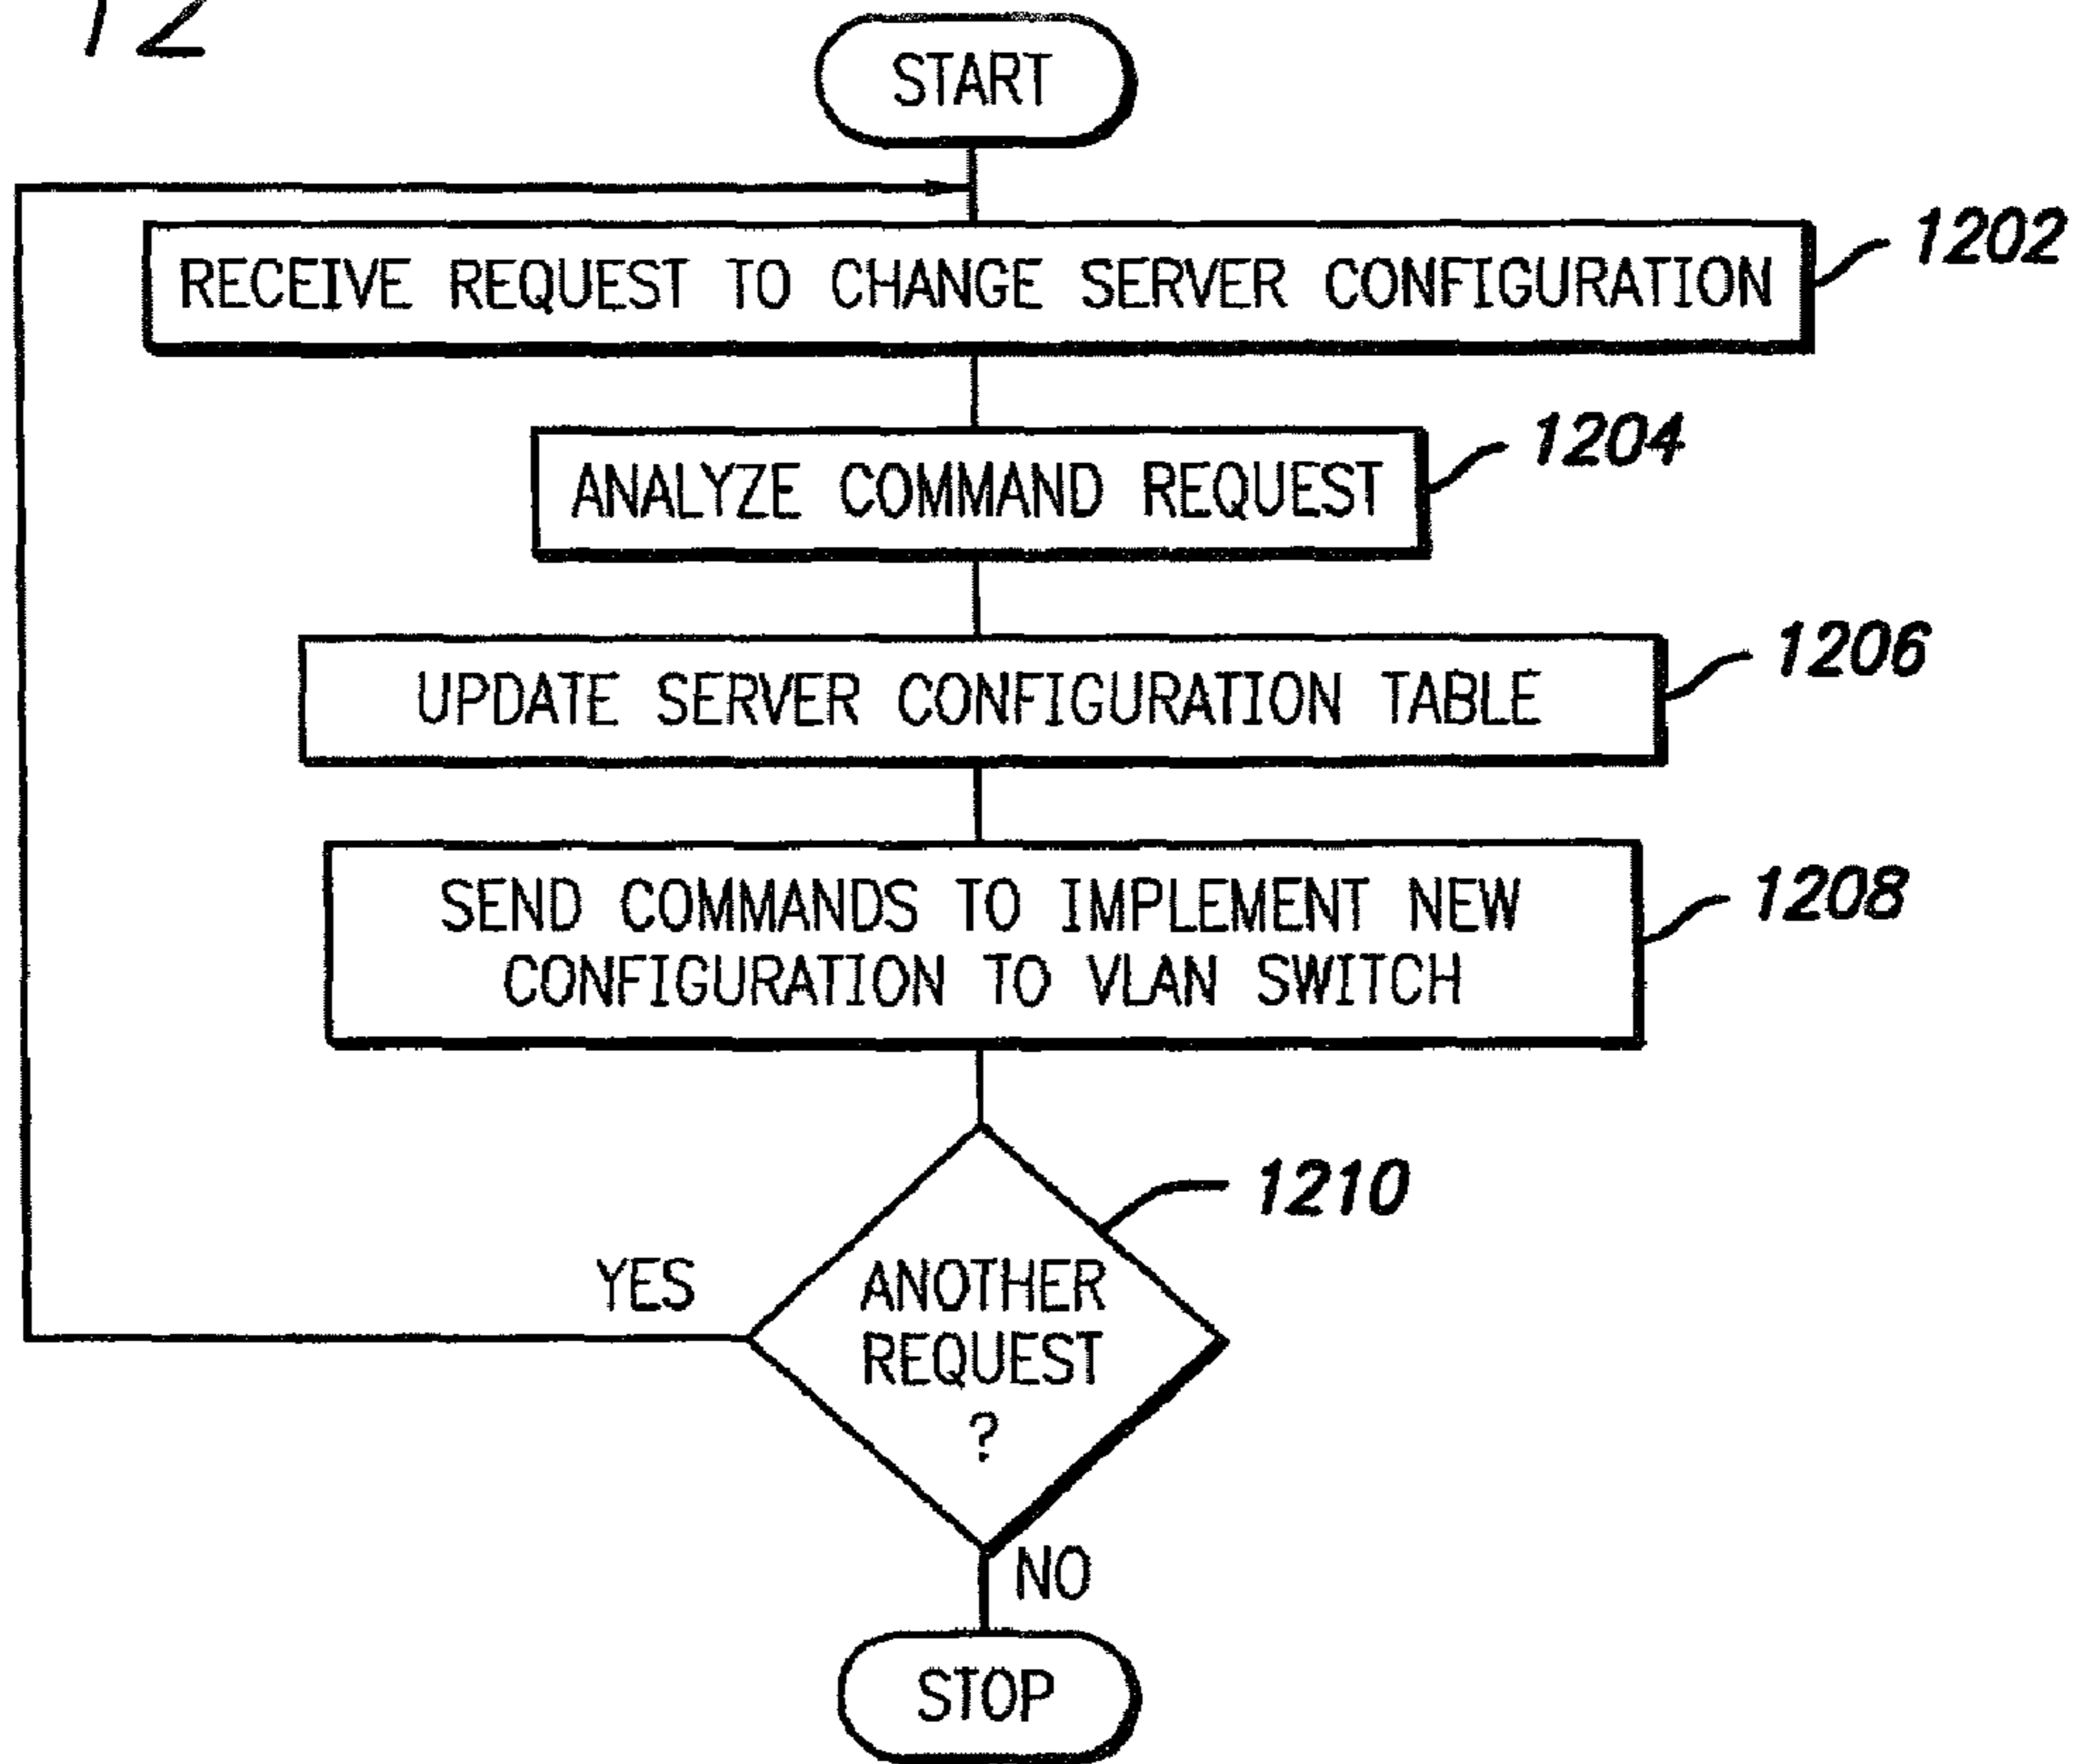 12
START
RECEIVE REQUEST TO CHANGE SERVER CONFIGURATION
1202
ANALYZE COMMAND REQUEST
1204
UPDATE SERVER CONFIGURATION TABLE
1206
SEND COMMANDS TO IMPLEMENT NEW
CONFIGURATION TO VLAN SWITCH
1208
1210
YES
ANOTHER
REQUEST
?
NO
STOP